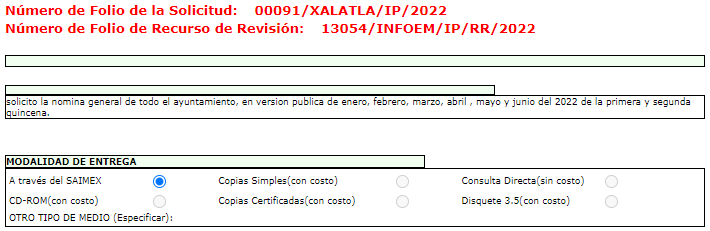 Número de Folio de la Solicitud: 00091/XALATLA/IP/2022
Número de Folio de Recurso de Revisión: 13054/INFOEM/IP/RR/2022
solicito la nomina general de todo el ayuntamiento, en version publica de enero, febrero, marzo, abril , mayo y junio del 2022 de la primera y segunda
quincena.
MODALIDAD DE ENTREGA
A través del SAIMEX Copias Simples(con costo) Consulta Directa(sin costo)
CD-ROM(con costo) Copias Certificadas(con costo) Disquete 3.5(con costo)
OTRO TIPO DE MEDIO (Especificar):